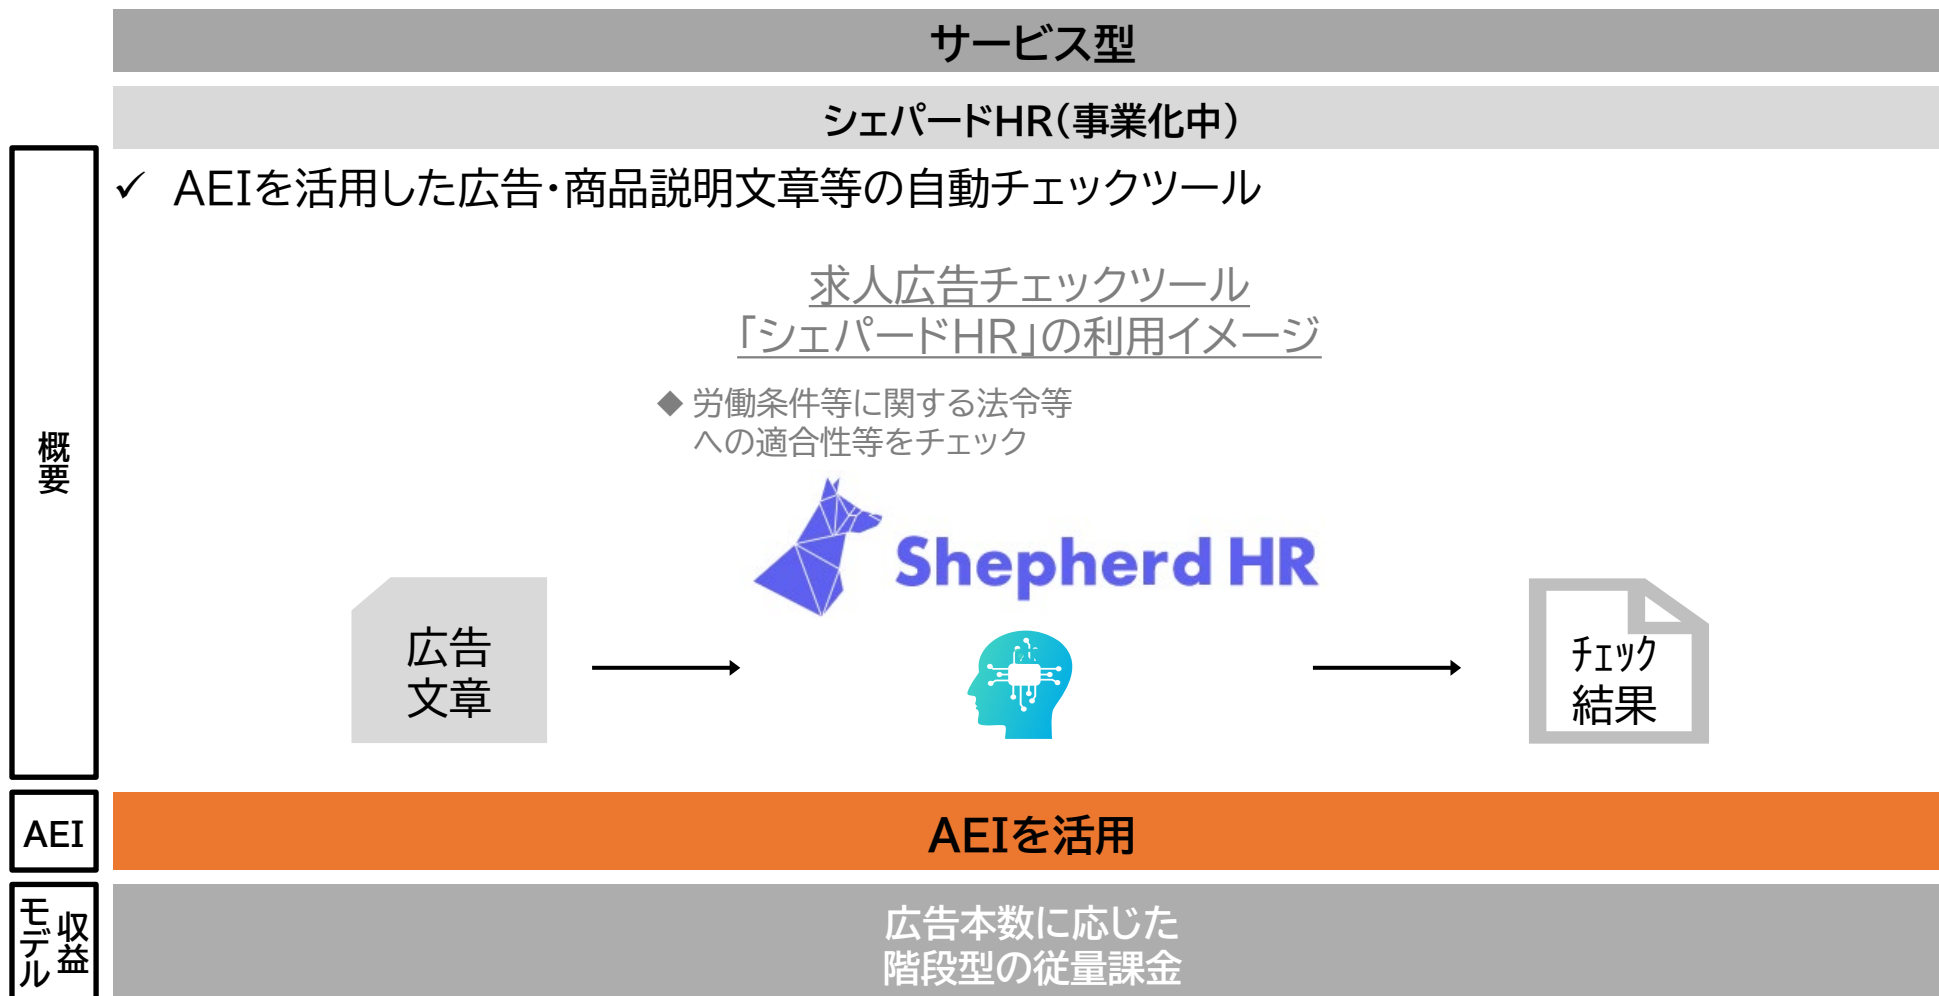 サービス型
シェパードHR(事業化中)
概要
✓ AEIを活用した広告・商品説明文章等の自動チェックツール
求人広告チェックツール
「シェパードHR」の利用イメージ
◆ 労働条件等に関する法令等
への適合性等をチェック
Shepherd HR
広告
文章
チェック
結果
AEI
AEIを活用
収益
モデル
広告本数に応じた
階段型の従量課金